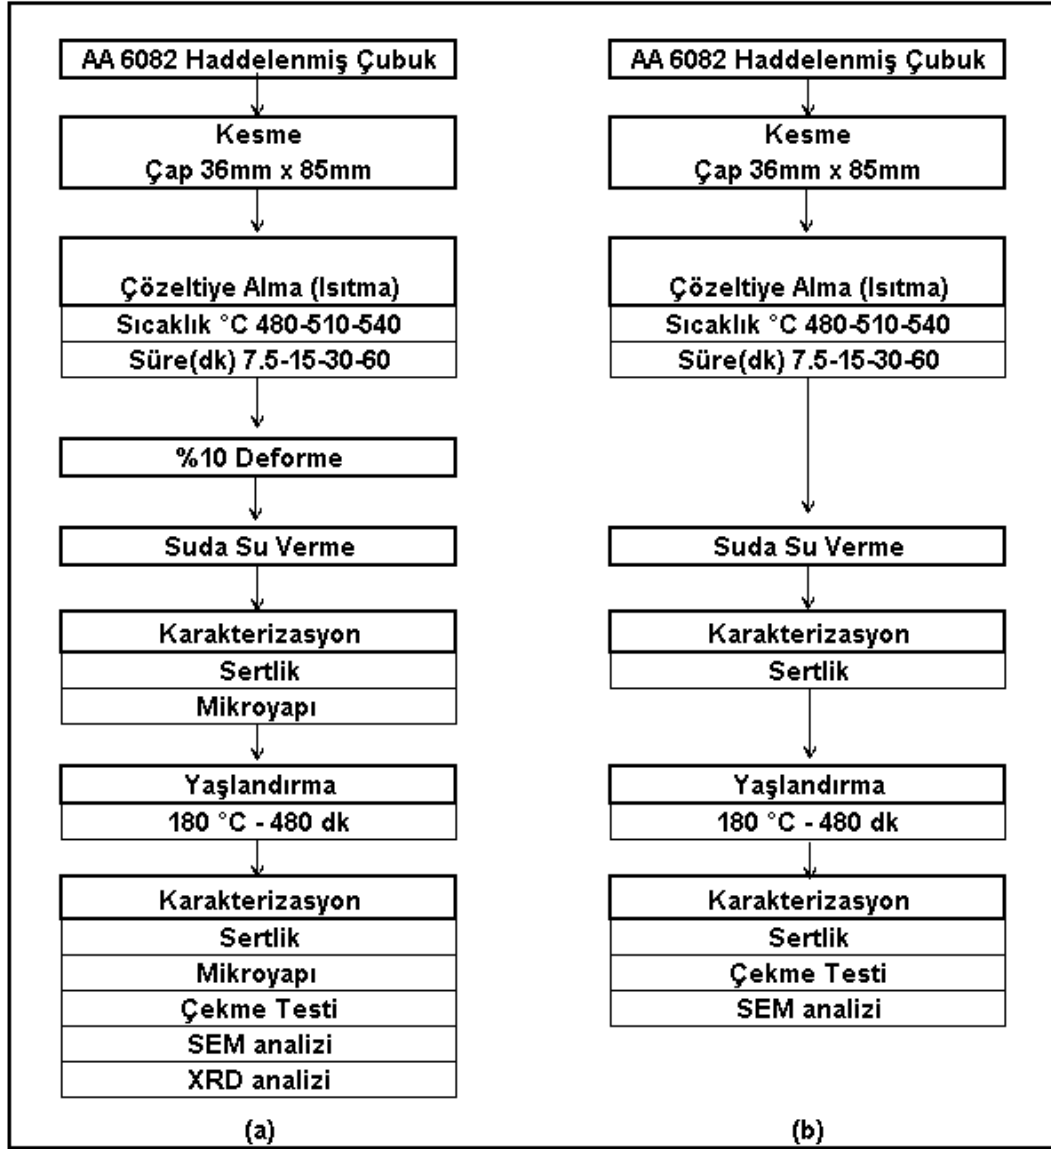 AA 6082 Haddelenmiş Çubuk
Kesme
Çap 36mm x 85mm
Çözeltiye Alma (Isıtma)
Sıcaklık °C 480-510-540
Süre(dk) 7.5-15-30-60
%10 Deforme
Suda Su Verme
Karakterizasyon
Sertlik
Mikroyapı
Yaşlandırma
180 °C - 480 dk
Karakterizasyon
Sertlik
Mikroyapı
Çekme Testi
SEM analizi
XRD analizi
(a)
AA 6082 Haddelenmiş Çubuk
Kesme
Çap 36mm x 85mm
Çözeltiye Alma (Isıtma)
Sıcaklık °C 480-510-540
Süre(dk) 7.5-15-30-60
Suda Su Verme
Karakterizasyon
Sertlik
Yaşlandırma
180 °C - 480 dk
Karakterizasyon
Sertlik
Çekme Testi
SEM analizi
(b)